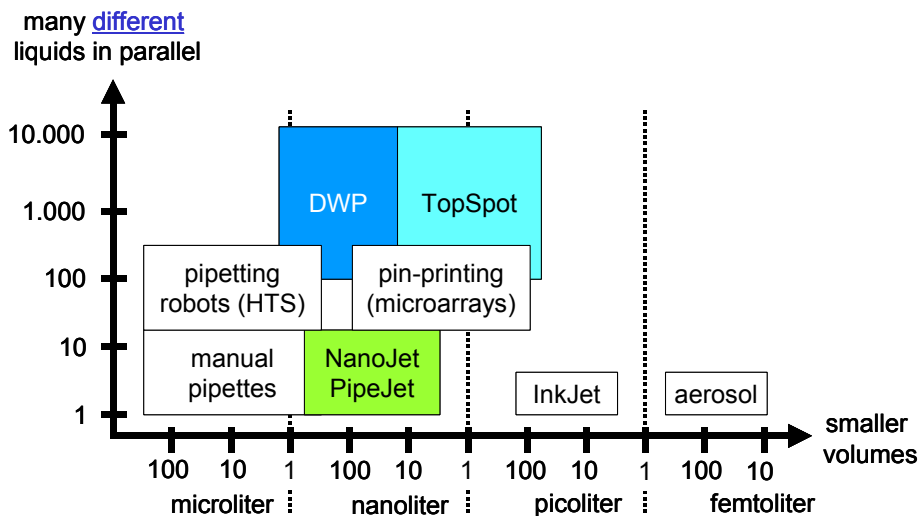 many different
liquids in parallel
10.000
1.000
100
10
1
DWP
TopSpot
pipetting
robots (HTS)
pin-printing
(microarrays)
manual
pipettes
NanoJet
PipeJet
InkJet
aerosol
smaller
volumes
100 10 1 100 10 1 100 10 1 100 10
microliter nanoliter picoliter femtoliter